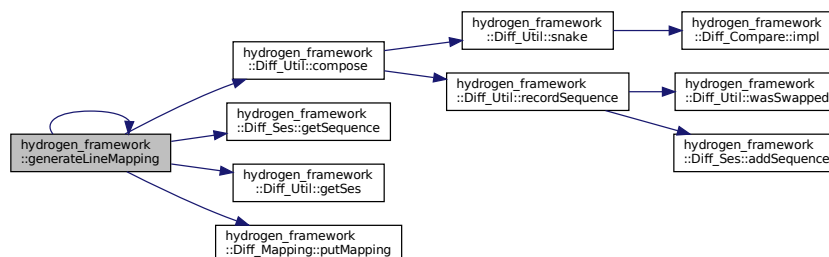 hydrogen_framework
::generateLineMapping
hydrogen_framework
::Diff_Util::compose
hydrogen_framework
::Diff_Ses::getSequence
hydrogen_framework
::Diff_Util::getSes
hydrogen_framework
::Diff_Mapping::putMapping
hydrogen_framework
::Diff_Util::snake
hydrogen_framework
::Diff_Util::recordSequence
hydrogen_framework
::Diff_Compare::impl
hydrogen_framework
::Diff_Util::wasSwapped
hydrogen_framework
::Diff_Ses::addSequence